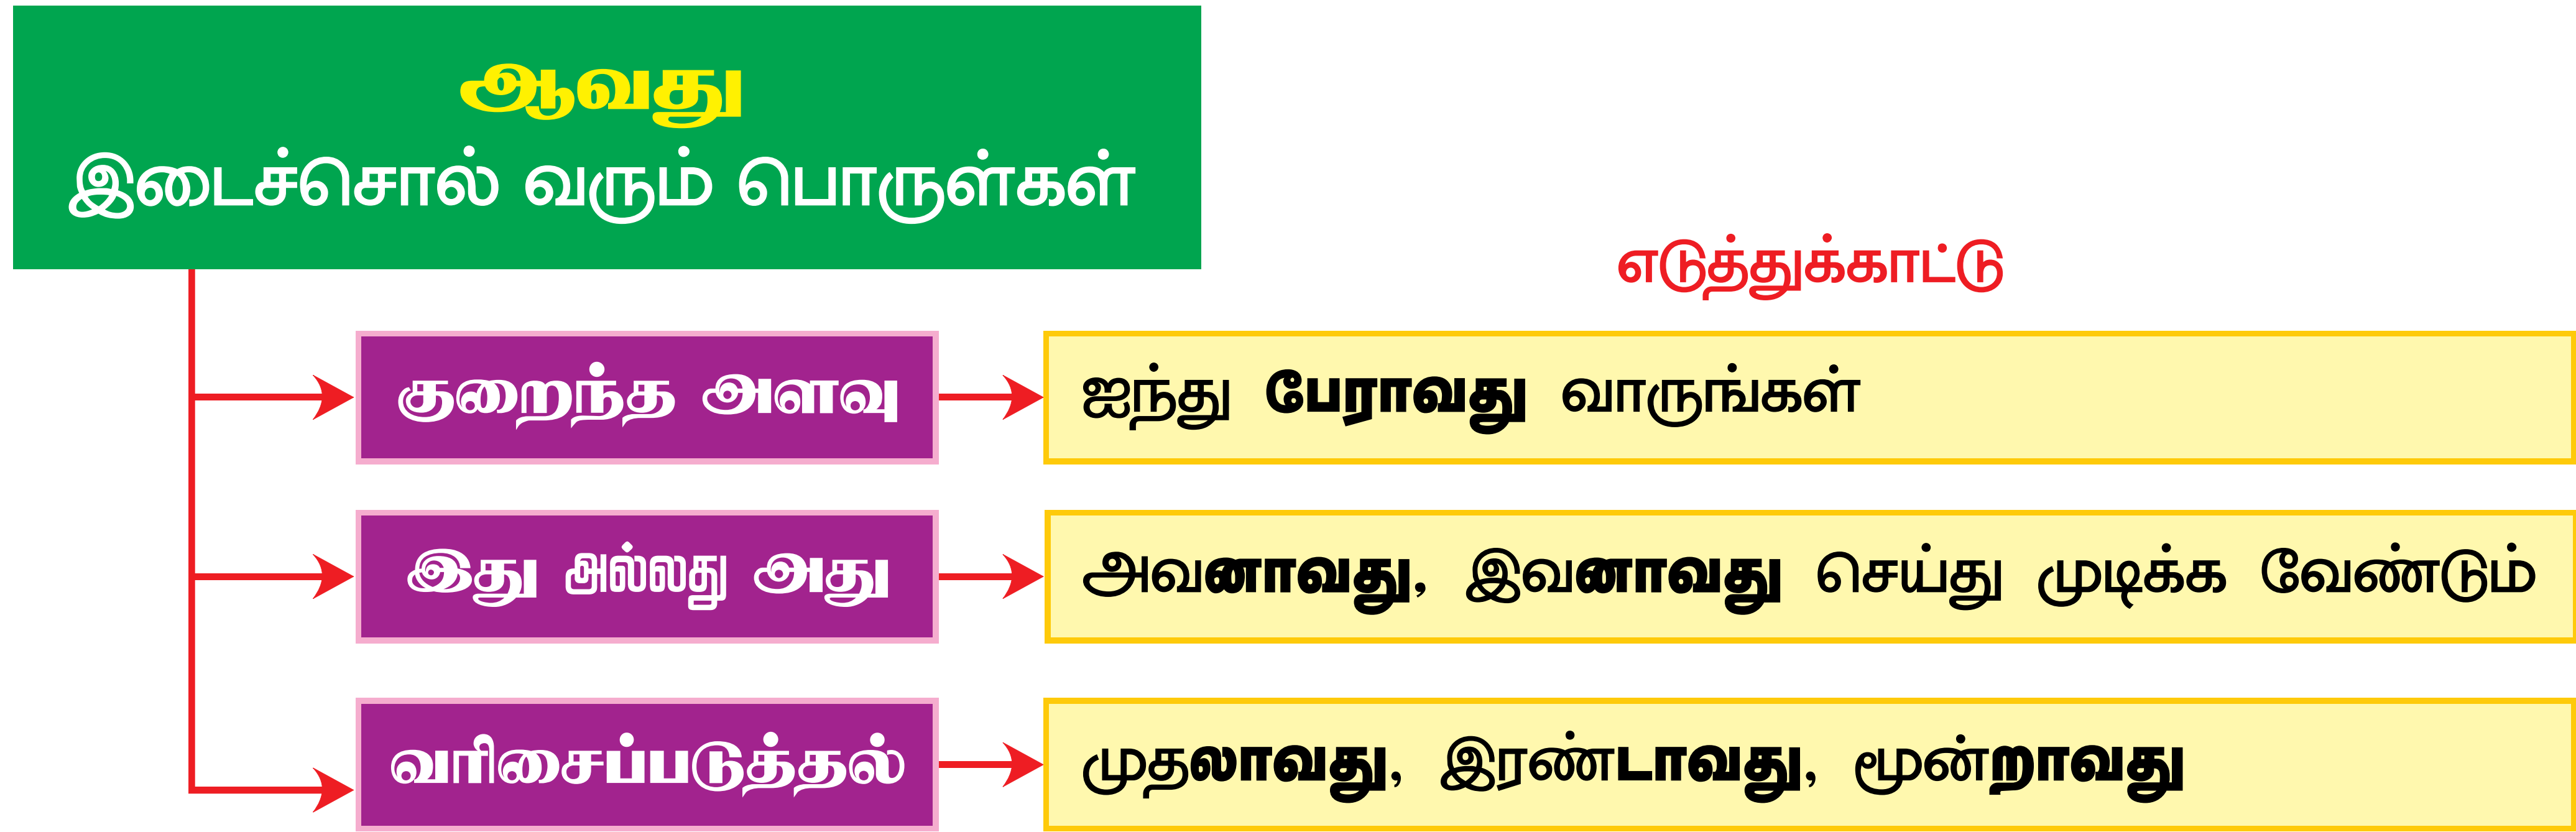 ஆவது
இடைச்சொல் வரும் பொருள்கள்
எடுத்துக்காட்டு
குறைந்த அளவு
ஐந்து பேராவது வாருங்கள்
இது அல்லது அது
அவனாவது, இவனாவது செய்து முடிக்க வேண்டும்
வரிசைப்படுத்தல்
முதலாவது, இரண்டாவது, மூன்றாவது